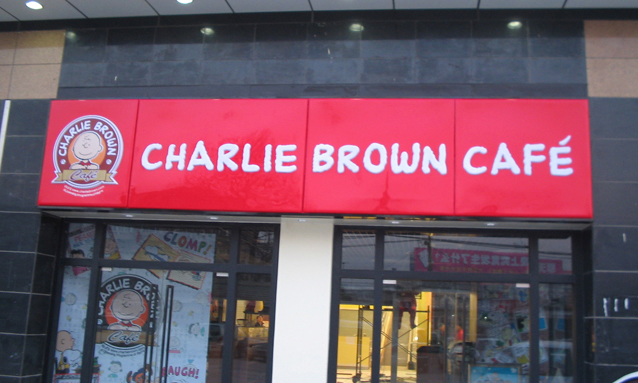 CHARLIE BROWN
Café
CHARLIE BROWN CAFÉ
CLOMP!
CHARLIE BROWN
Café
LAUGH!